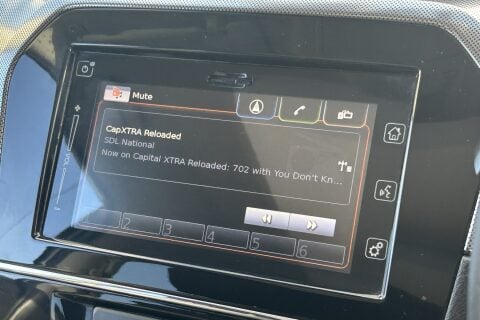 Mute
CapXTRA Reloaded
SDL National
Now on Capital XTRA Reloaded: 702 with You Don't Kn...
VOL
2 3 4 5 6